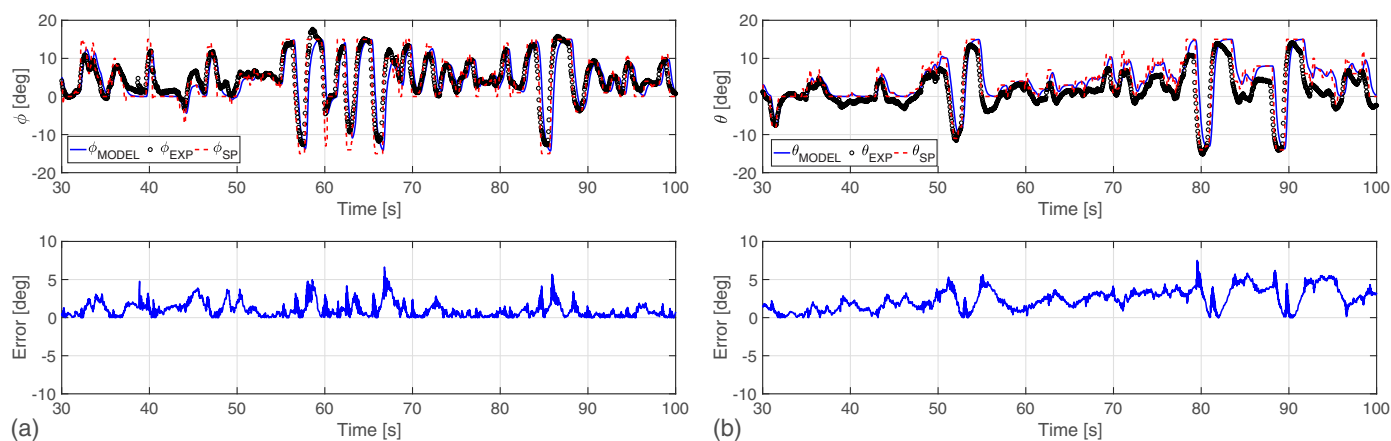 20
10
0
-10
-20
ϕ [deg]
ϕMODEL ϕEXP ϕSP
30 40 50 60 70 80 90 100
Time [s]
20
10
0
-10
-20
θ [deg]
θMODEL θEXP θSP
30 40 50 60 70 80 90 100
Time [s]
10
5
0
-5
-10
Error [deg]
30 40 50 60 70 80 90 100
Time [s]
(a)
10
5
0
-5
-10
Error [deg]
30 40 50 60 70 80 90 100
Time [s]
(b)